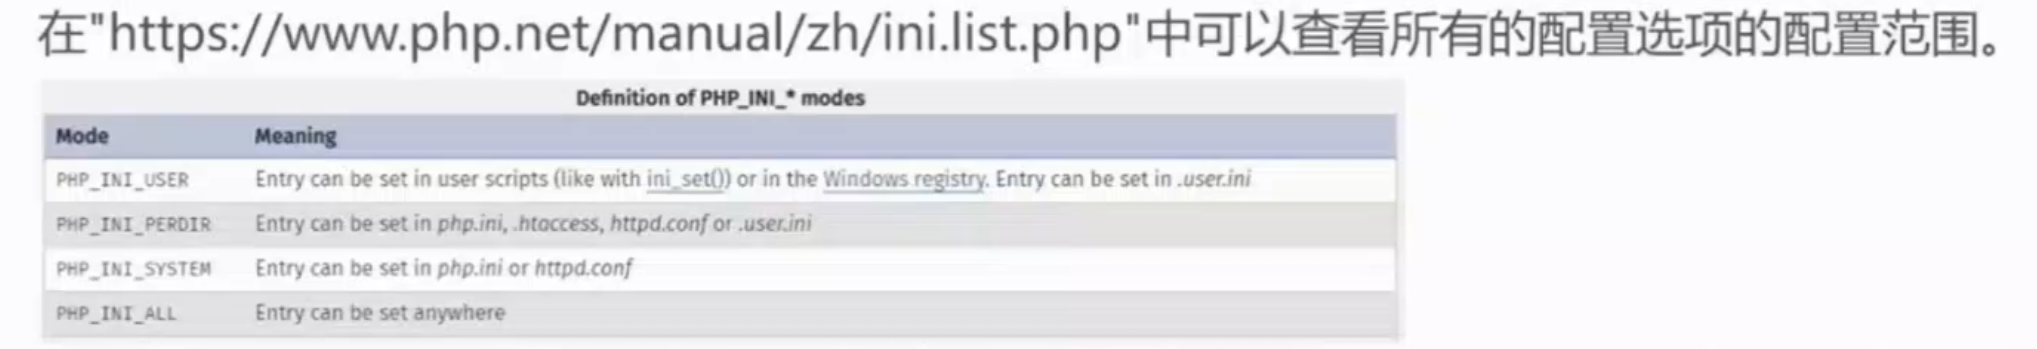 在"https://www.php.net/manual/zh/ini.list.php"中可以查看所有的配置选项的配置范围。
Definition of PHP_INI_* modes
Mode Meaning
PHP_INI_USER Entry can be set in user scripts (like with ini_set()) or in the Windows registry. Entry can be set in .user.ini
PHP_INI_PERDIR Entry can be set in php.ini, .htaccess, httpd.conf or .user.ini
PHP_INI_SYSTEM Entry can be set in php.ini or httpd.conf
PHP_INI_ALL Entry can be set anywhere